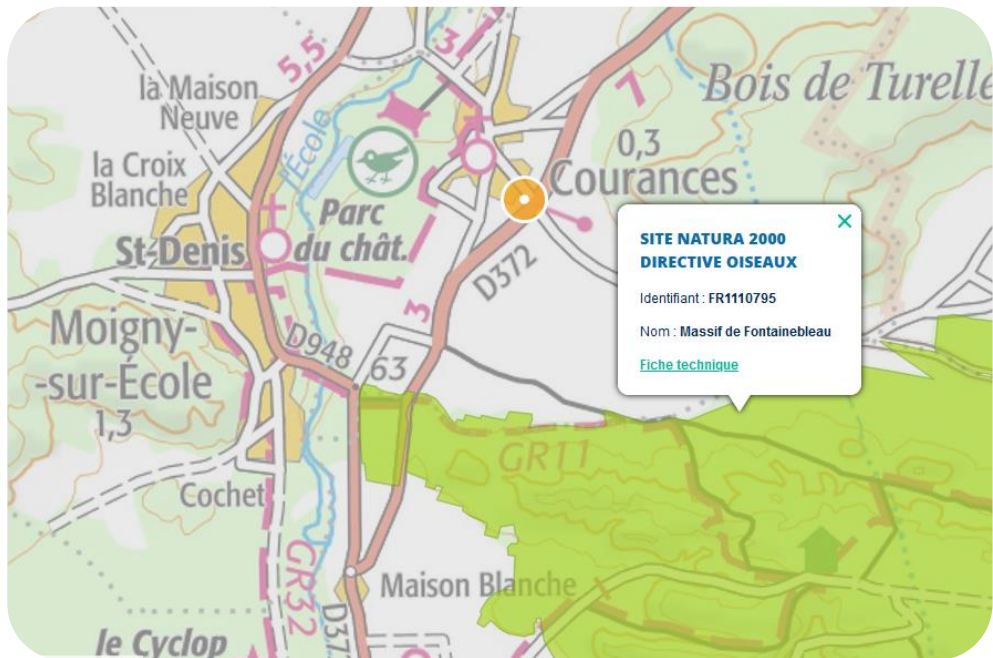 5,5
3
7
la Maison
Neuve
Bois de Turelle
l'École
0,3
la Croix
Blanche
Courances
Parc
du chât.
St-Denis
SITE NATURA 2000
DIRECTIVE OISEAUX
Identifiant : FR1110795
Nom : Massif de Fontainebleau
Fiche technique
D372
3
Moigny-
-sur-École
1,3
D948
63
GR11
Cochet
GR32
Maison Blanche
D37
le Cyclop